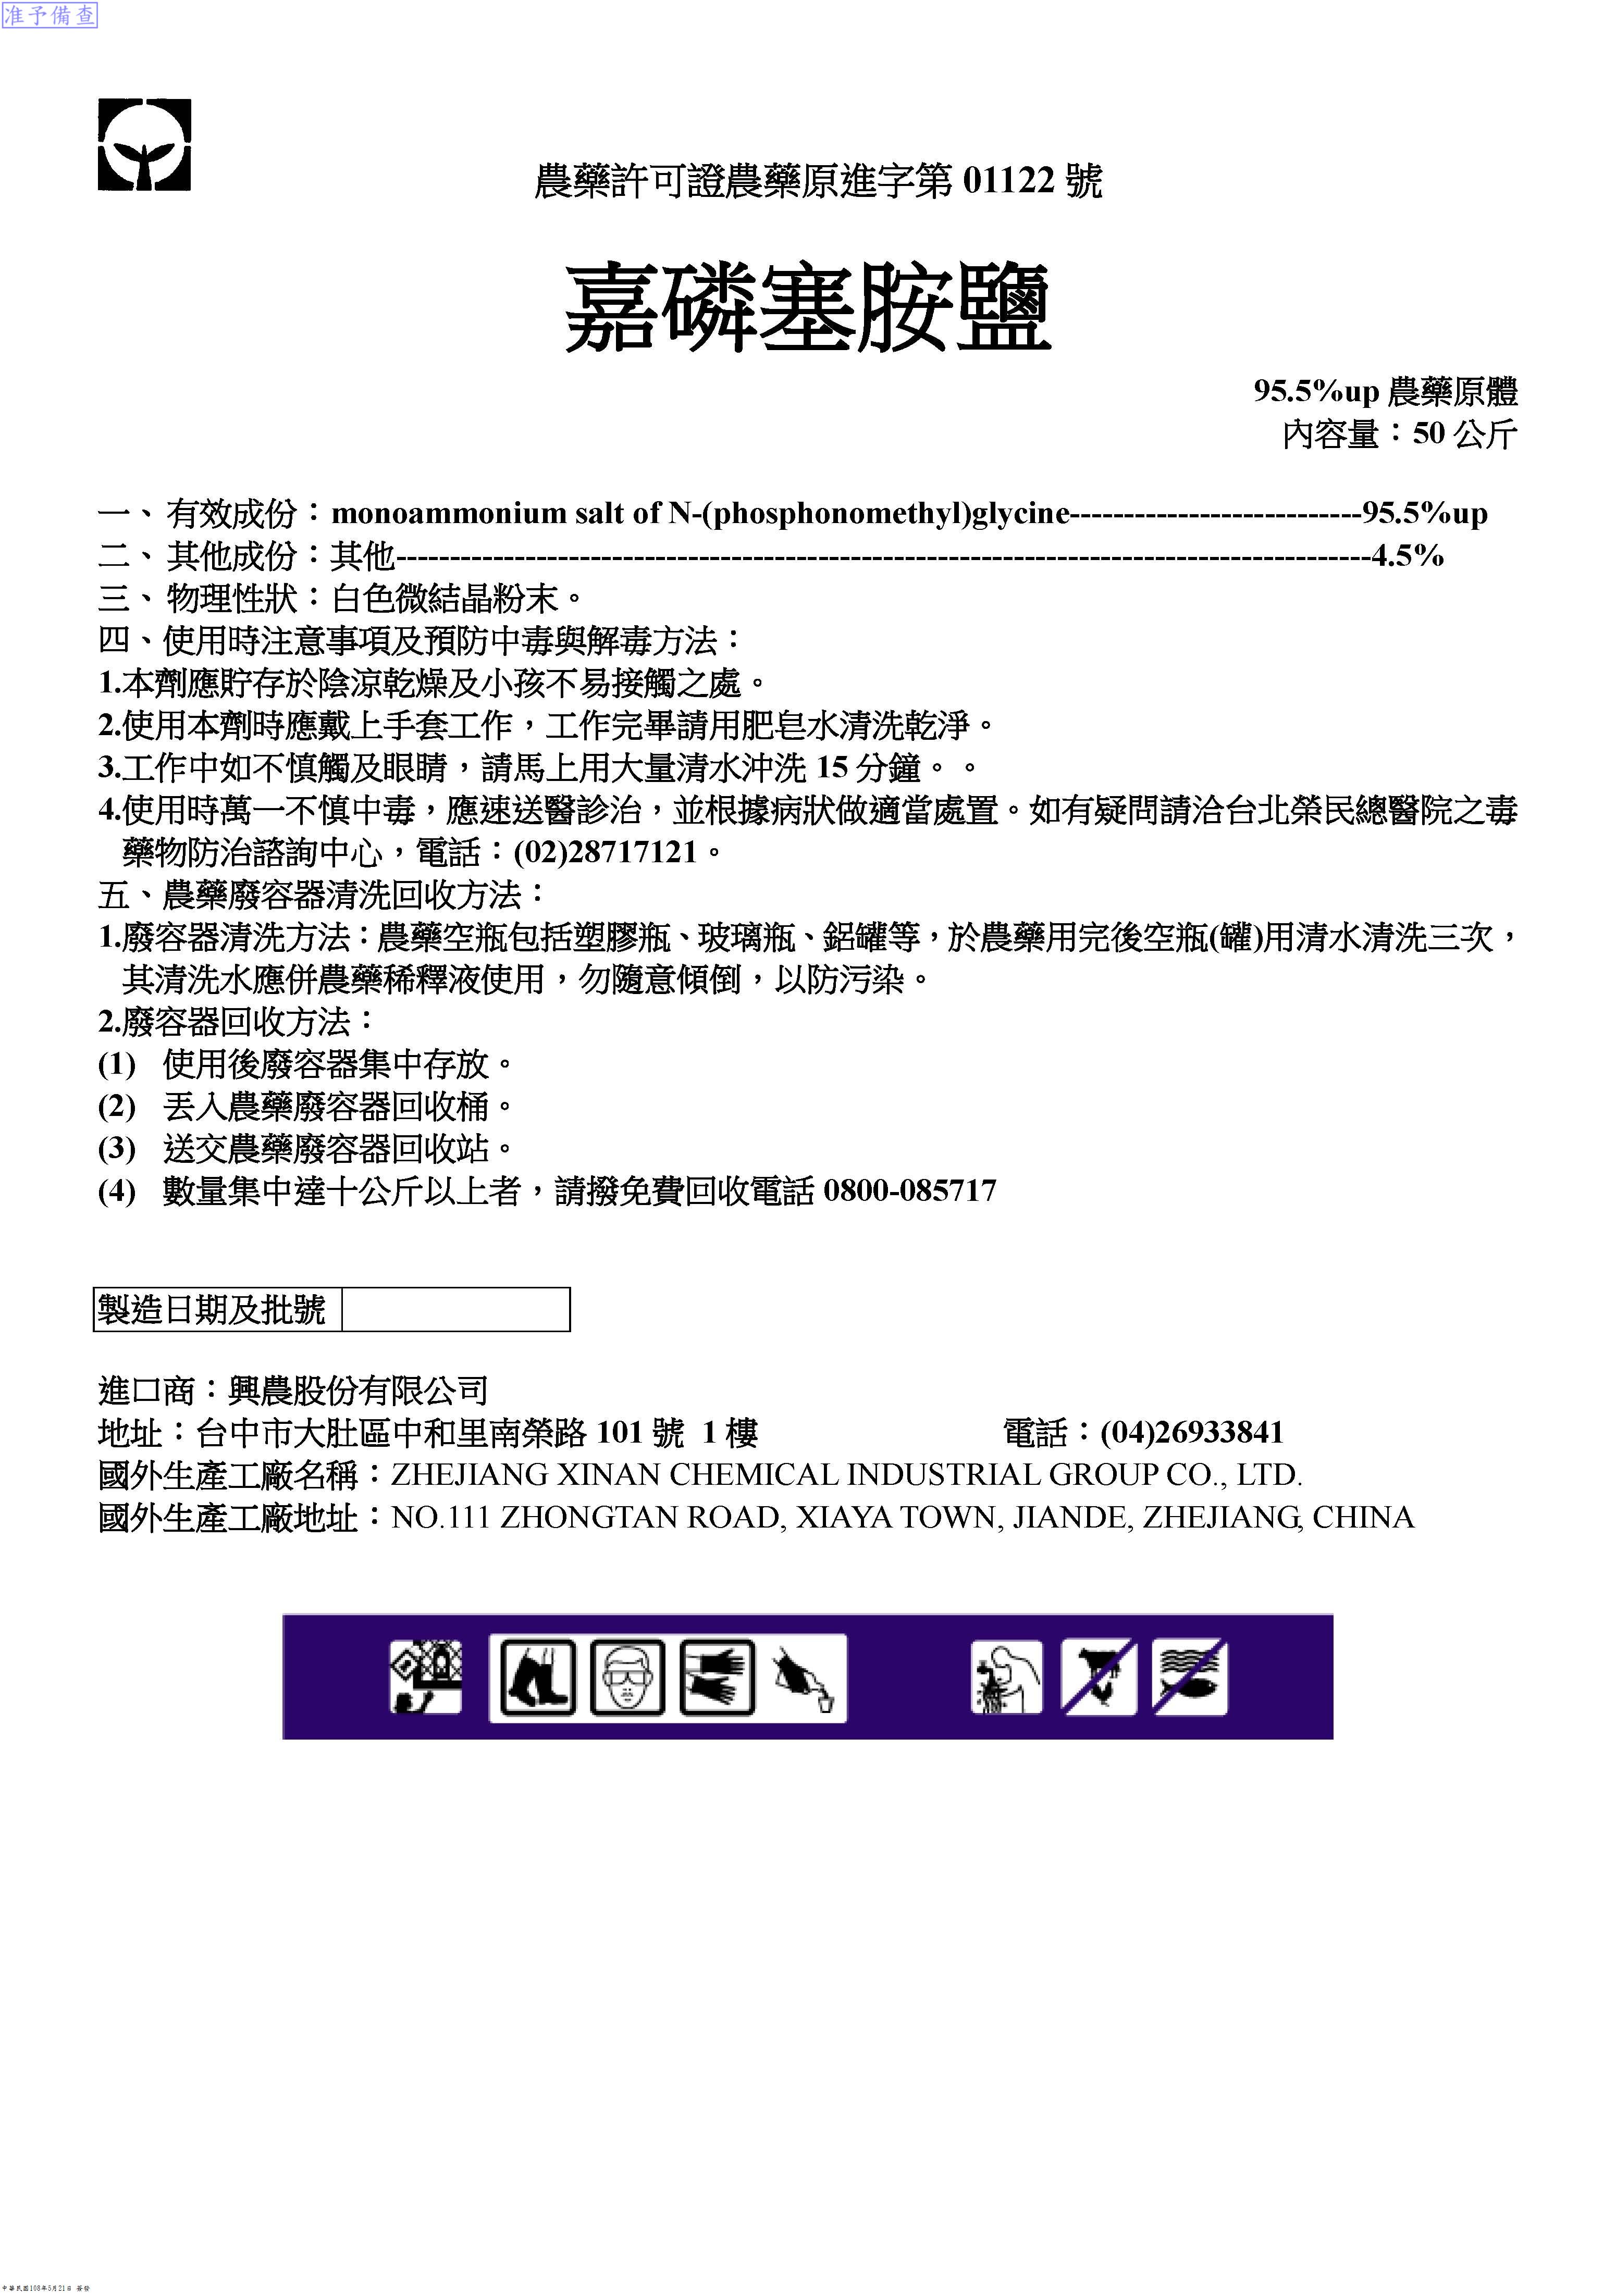 准予備查
農藥許可證農藥原進字第 01122 號
嘉磷塞胺鹽
95.5%up 農藥原體
內容量：50 公斤
一、有效成份：monoammonium salt of N-(phosphonomethyl)glycine---------------------------95.5%up
二、其他成份：其他------------------------------------------------------------------------------------------4.5%
三、物理性狀：白色微結晶粉末。
四、使用時注意事項及預防中毒與解毒方法：
1.本劑應貯存於陰涼乾燥及小孩不易接觸之處。
2.使用本劑時應戴上手套工作，工作完畢請用肥皂水清洗乾淨。
3.工作中如不慎觸及眼睛，請馬上用大量清水沖洗 15 分鐘。。
4.使用時萬一不慎中毒，應速送醫診治，並根據病狀做適當處置。如有疑問請洽台北榮民總醫院之毒
藥物防治諮詢中心，電話：(02)28717121。
五、農藥廢容器清洗回收方法：
1.廢容器清洗方法：農藥空瓶包括塑膠瓶、玻璃瓶、鋁罐等，於農藥用完後空瓶(罐)用清水清洗三次，
其清洗水應併農藥稀釋液使用，勿隨意傾倒，以防污染。
2.廢容器回收方法：
(1) 使用後廢容器集中存放。
(2) 丟入農藥廢容器回收桶。
(3) 送交農藥廢容器回收站。
(4) 數量集中達十公斤以上者，請撥免費回收電話 0800-085717
製造日期及批號
進口商：興農股份有限公司
地址：台中市大肚區中和里南榮路 101 號 1 樓 電話：(04)26933841
國外生產工廠名稱：ZHEJIANG XINAN CHEMICAL INDUSTRIAL GROUP CO., LTD.
國外生產工廠地址：NO.111 ZHONGTAN ROAD, XIAYA TOWN, JIANDE, ZHEJIANG, CHINA
中華民國108年5月21日 簽發